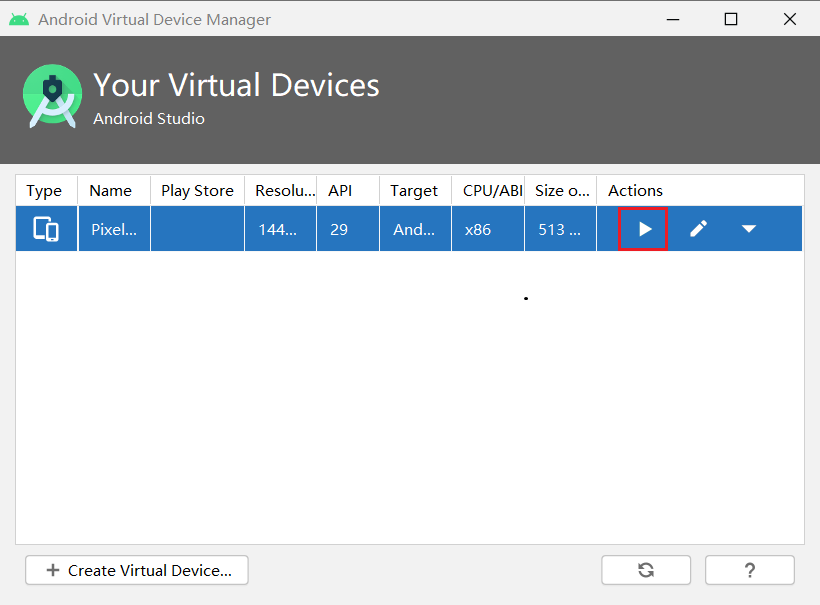 Android Virtual Device Manager
Your Virtual Devices
Android Studio
Type Name Play Store Resolu... API Target CPU/ABI Size o... Actions
Pixel... 144... 29 And... x86 513 ...
Create Virtual Device... ?